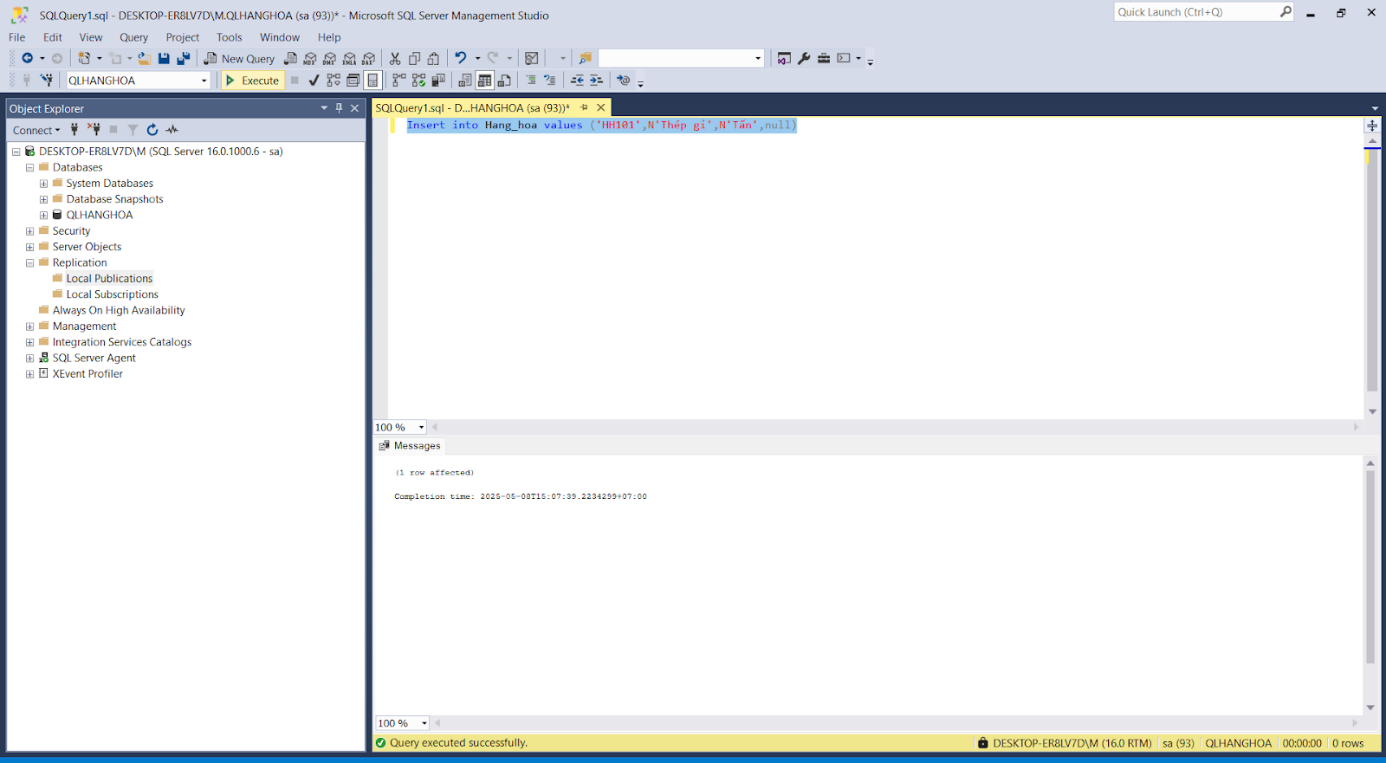 SQLQuery1.sql - DESKTOP-ER8LV7D\M.QLHANGHOA (sa (93))* - Microsoft SQL Server Management Studio
Quick Launch (Ctrl+Q)
File Edit View Query Project Tools Window Help
New Query
QLHANGHOA
Execute
Object Explorer
Connect
DESKTOP-ER8LV7D\M (SQL Server 16.0.1000.6 - sa)
Databases
System Databases
Database Snapshots
QLHANGHOA
Security
Server Objects
Replication
Local Publications
Local Subscriptions
Always On High Availability
Management
Integration Services Catalogs
SQL Server Agent
XEvent Profiler
SQLQuery1.sql - D...HANGHOA (sa (93))*
Insert into Hang_hoa values ('HH101',N'Thép gỉ',N'Tấn',null)
100 %
Messages
(1 row affected)
Completion time: 2025-05-08T15:07:39.2234299+07:00
100 %
Query executed successfully.
DESKTOP-ER8LV7D\M (16.0 RTM) sa (93) QLHANGHOA 00:00:00 0 rows